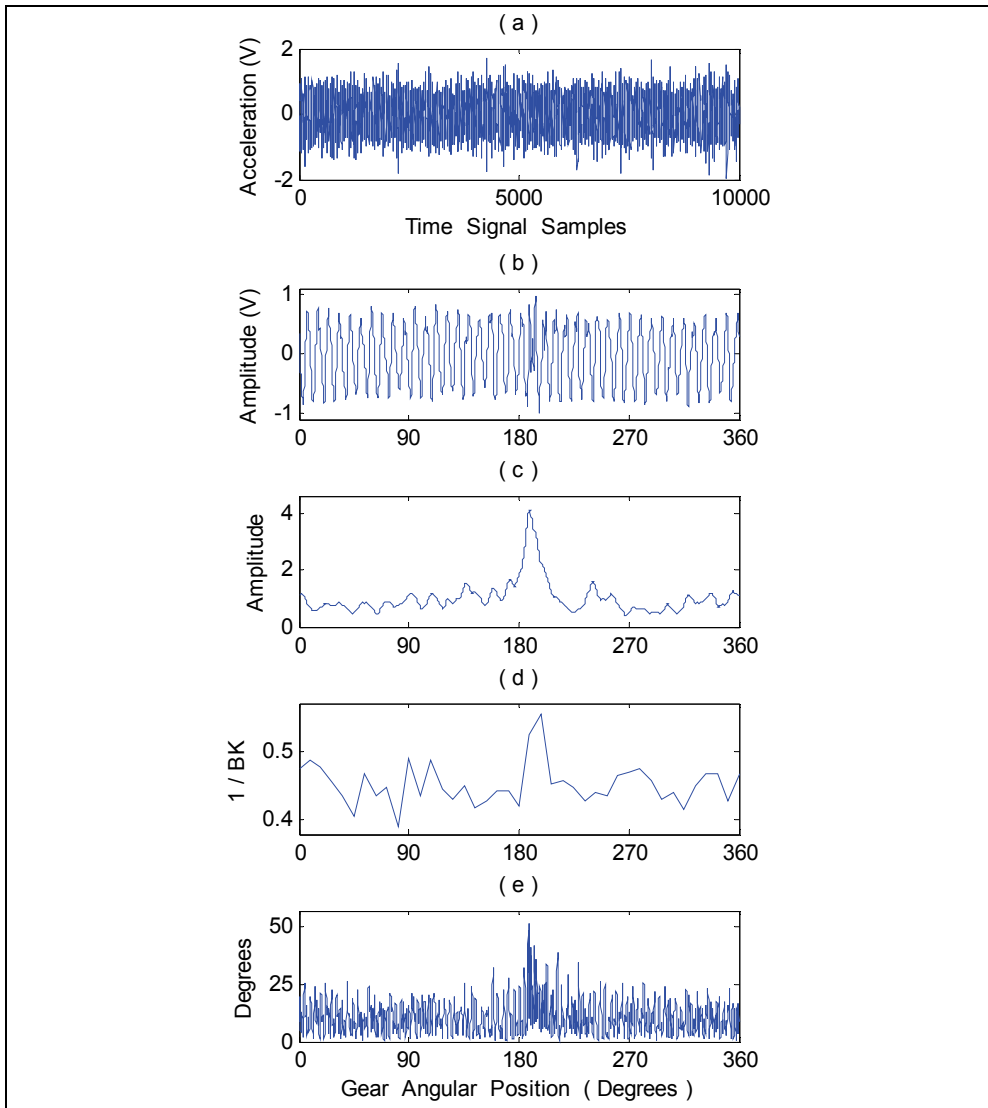 ( a )
Acceleration (V)
2
0
-2
0 5000 10000
Time Signal Samples
( b )
Amplitude (V)
1
0
-1
0 90 180 270 360
( c )
Amplitude
4
2
0
0 90 180 270 360
( d )
1 / BK
0.5
0.4
0 90 180 270 360
( e )
Degrees
50
25
0
0 90 180 270 360
Gear Angular Position ( Degrees )